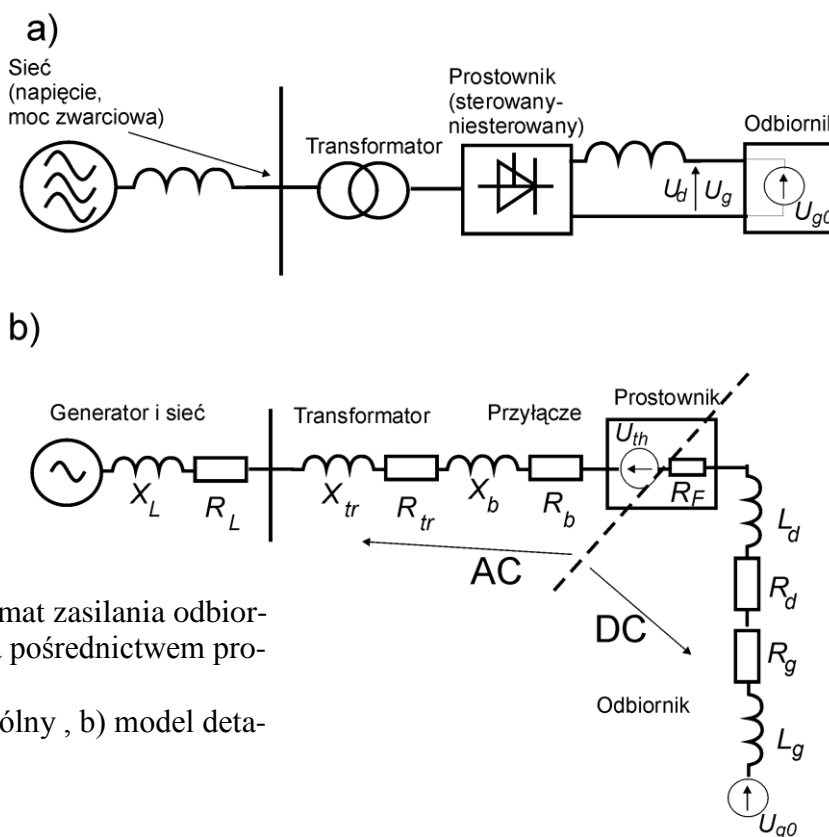 a)
Sieć
(napięcie,
moc zwarciowa)
Transformator
Prostownik
(sterowany-
niesterowany)
Odbiornik
U_d U_g
U_g0
b)
Generator i sieć
Transformator
Przyłącze
Prostownik
U_th
R_F
X_L
R_L
X_tr
R_tr
X_b
R_b
L_d
AC
R_d
DC
R_g
Odbiornik
L_g
U_g0
mat zasilania odbior-
pośrednictwem pro-
ólny , b) model deta-